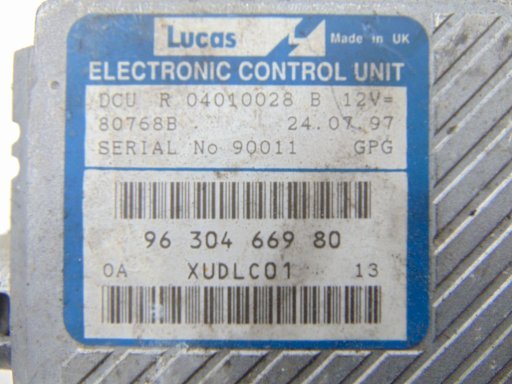 Lucas Made in UK
ELECTRONIC CONTROL UNIT
DCU R 04010028 B 12V=
80768B 24.07.97
SERIAL No 90011 GPG
96 304 669 80
0A XUDLC01 13